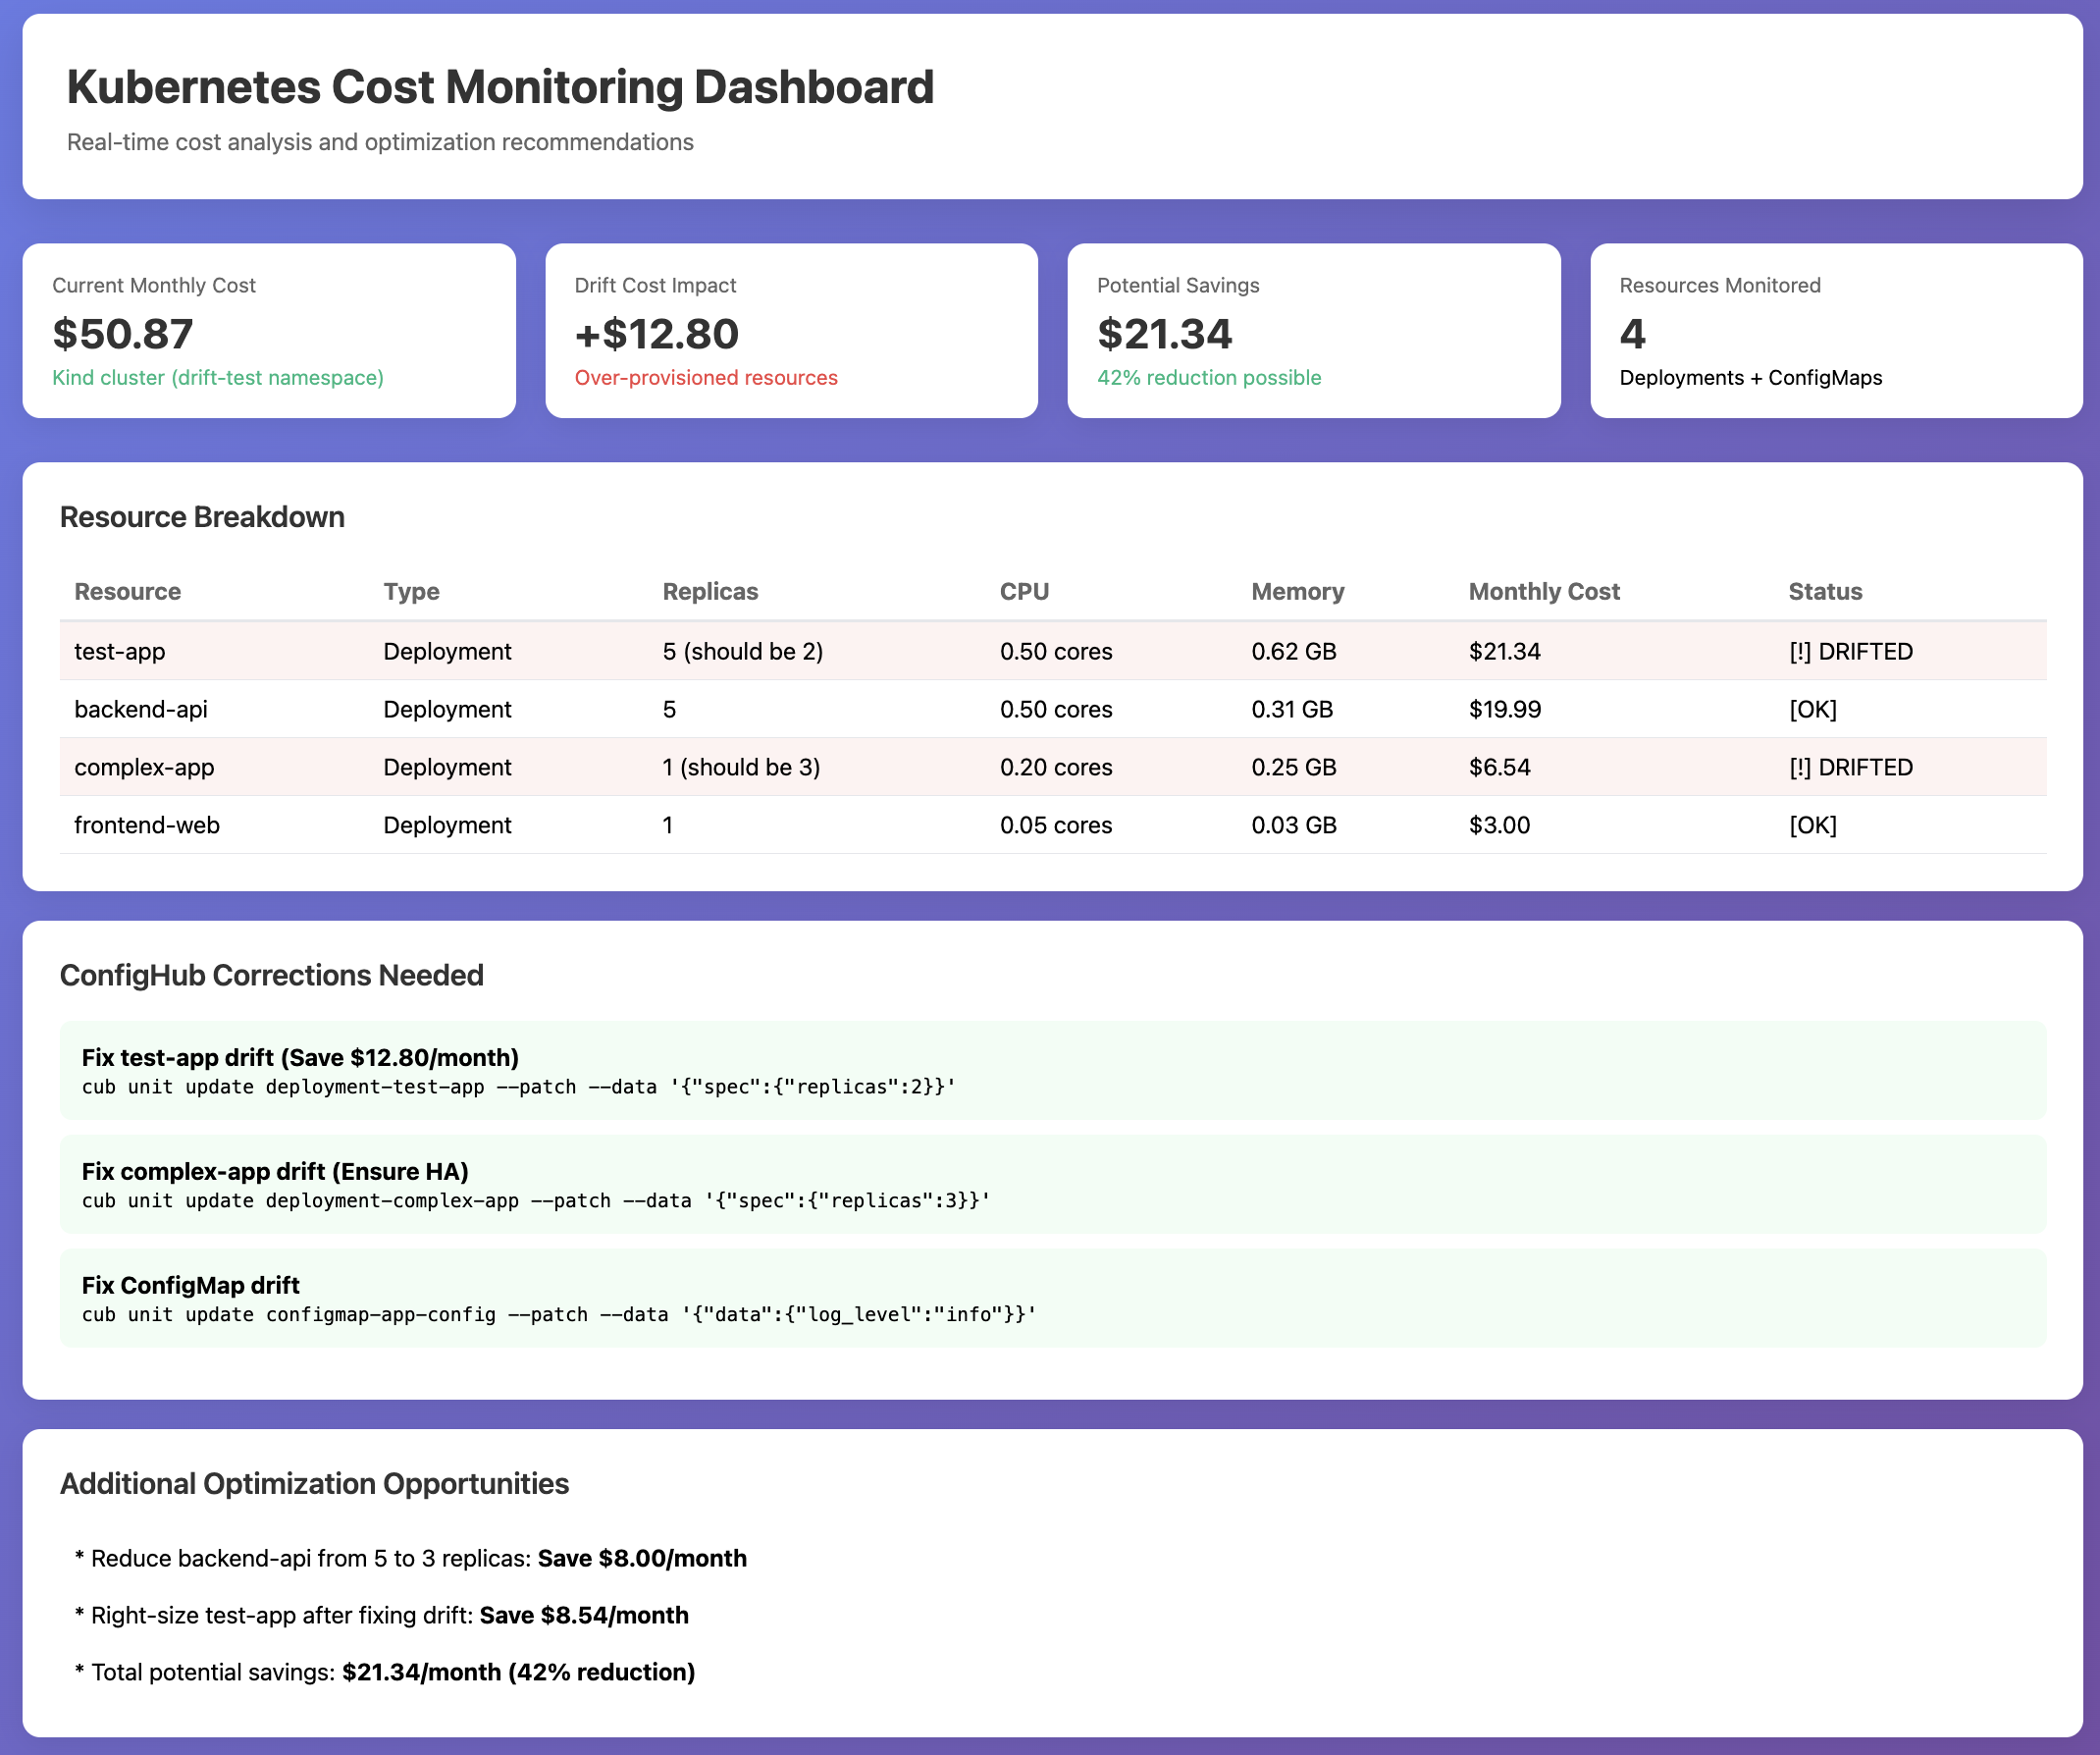 Kubernetes Cost Monitoring Dashboard
Real-time cost analysis and optimization recommendations
Current Monthly Cost
$50.87
Kind cluster (drift-test namespace)
Drift Cost Impact
+$12.80
Over-provisioned resources
Potential Savings
$21.34
42% reduction possible
Resources Monitored
4
Deployments + ConfigMaps
Resource Breakdown
Resource Type Replicas CPU Memory Monthly Cost Status
test-app Deployment 5 (should be 2) 0.50 cores 0.62 GB $21.34 [!] DRIFTED
backend-api Deployment 5 0.50 cores 0.31 GB $19.99 [OK]
complex-app Deployment 1 (should be 3) 0.20 cores 0.25 GB $6.54 [!] DRIFTED
frontend-web Deployment 1 0.05 cores 0.03 GB $3.00 [OK]
ConfigHub Corrections Needed
Fix test-app drift (Save $12.80/month)
cub unit update deployment-test-app --patch --data '{"spec":{"replicas":2}}'
Fix complex-app drift (Ensure HA)
cub unit update deployment-complex-app --patch --data '{"spec":{"replicas":3}}'
Fix ConfigMap drift
cub unit update configmap-app-config --patch --data '{"data":{"log_level":"info"}}'
Additional Optimization Opportunities
* Reduce backend-api from 5 to 3 replicas: Save $8.00/month
* Right-size test-app after fixing drift: Save $8.54/month
* Total potential savings: $21.34/month (42% reduction)